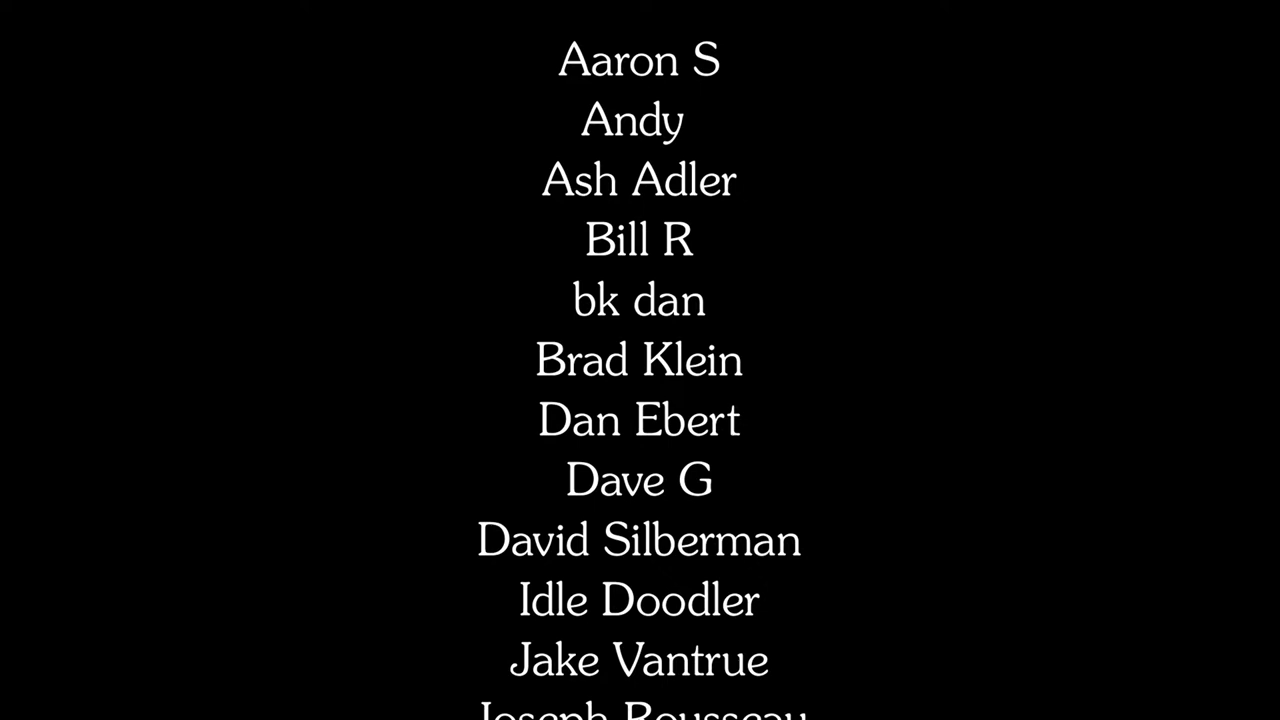 Aaron S
Andy
Ash Adler
Bill R
bk dan
Brad Klein
Dan Ebert
Dave G
David Silberman
Idle Doodler
Jake Vantrue
Joseph Rousseau